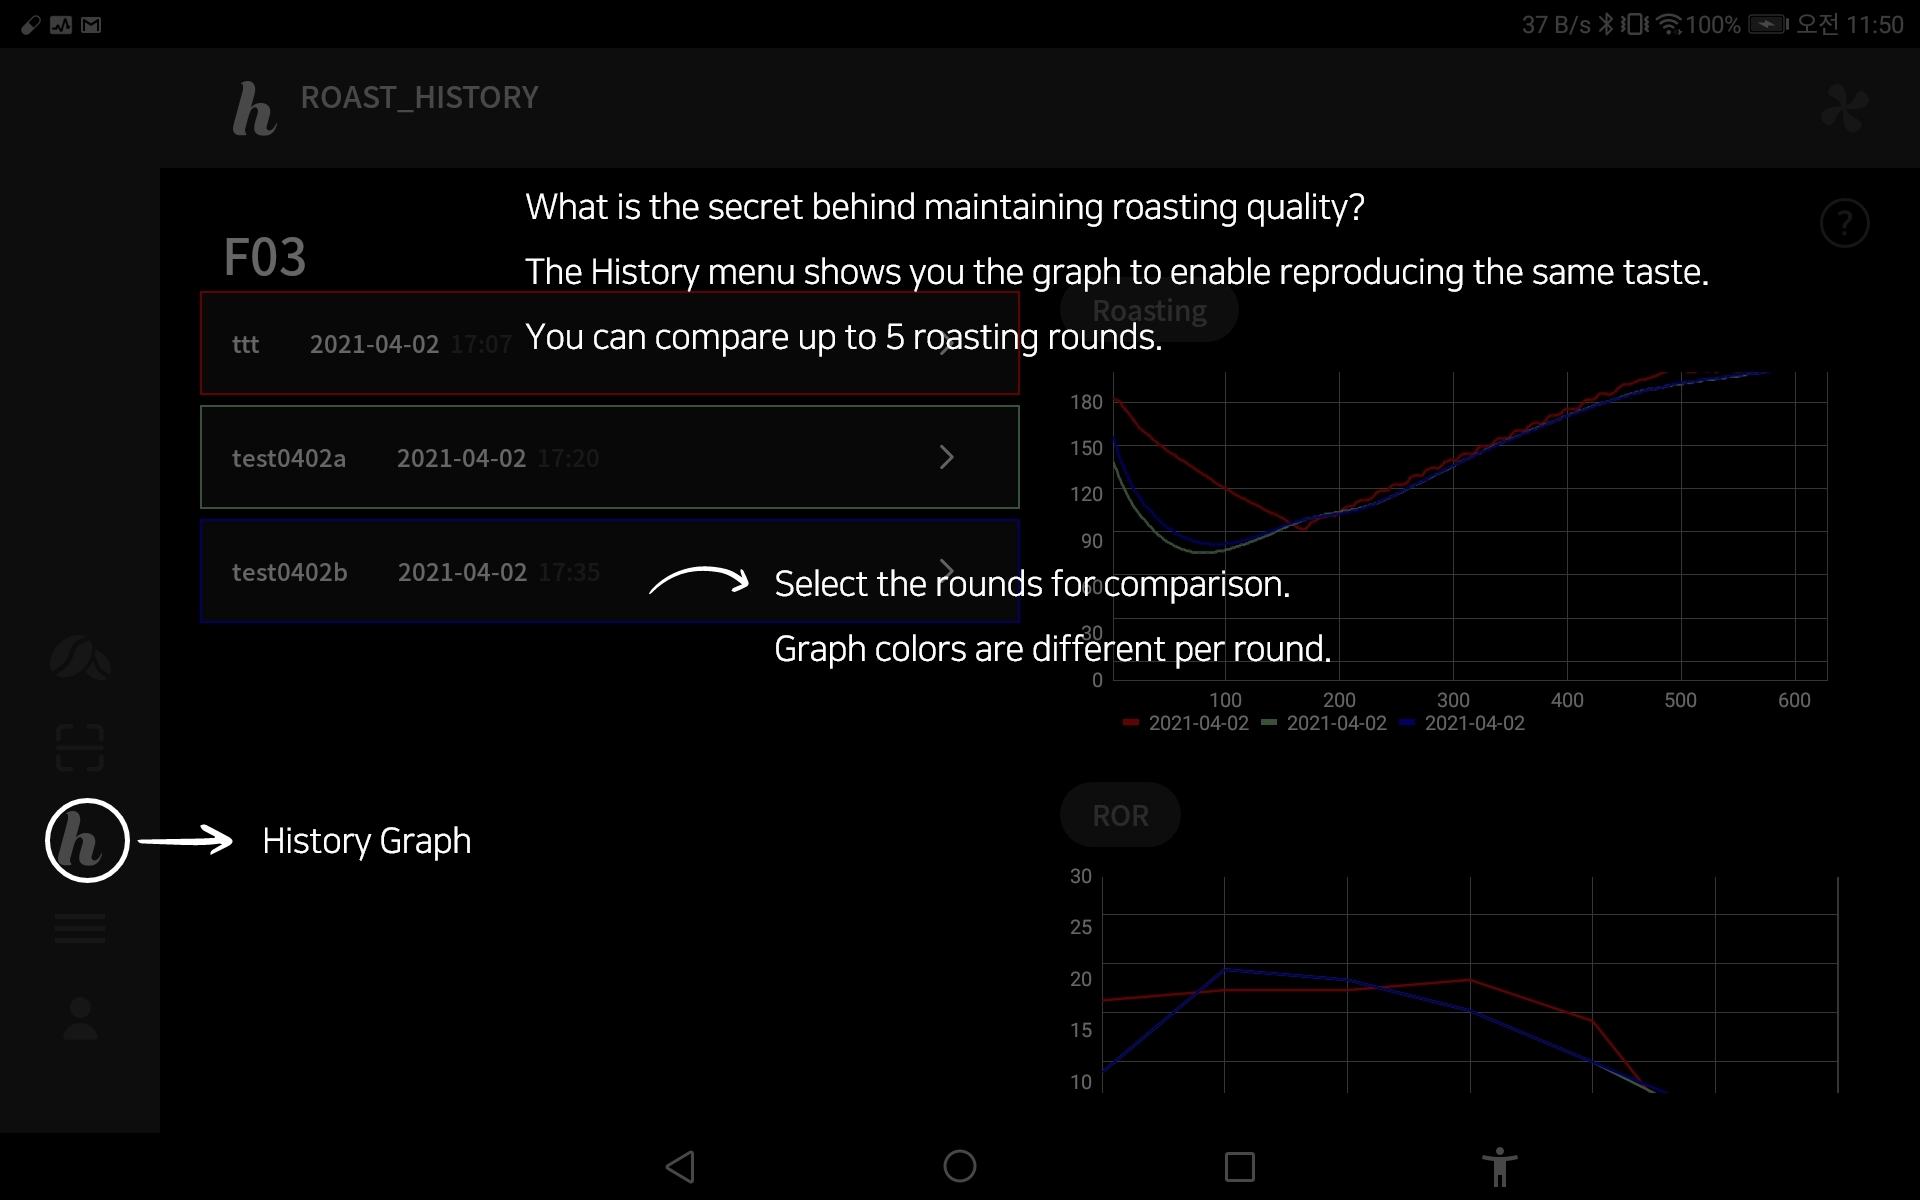 37 B/s 100% 오전 11:50
h ROAST_HISTORY
What is the secret behind maintaining roasting quality?
?
F03
The History menu shows you the graph to enable reproducing the same taste.
Roasting
You can compare up to 5 roasting rounds.
ttt 2021-04-02 17:07
test0402a 2021-04-02 17:20
test0402b 2021-04-02 17:35
Select the rounds for comparison.
Graph colors are different per round.
180
150
120
90
60
30
0
100 200 300 400 500 600
2021-04-02 2021-04-02 2021-04-02
h History Graph
ROR
30
25
20
15
10